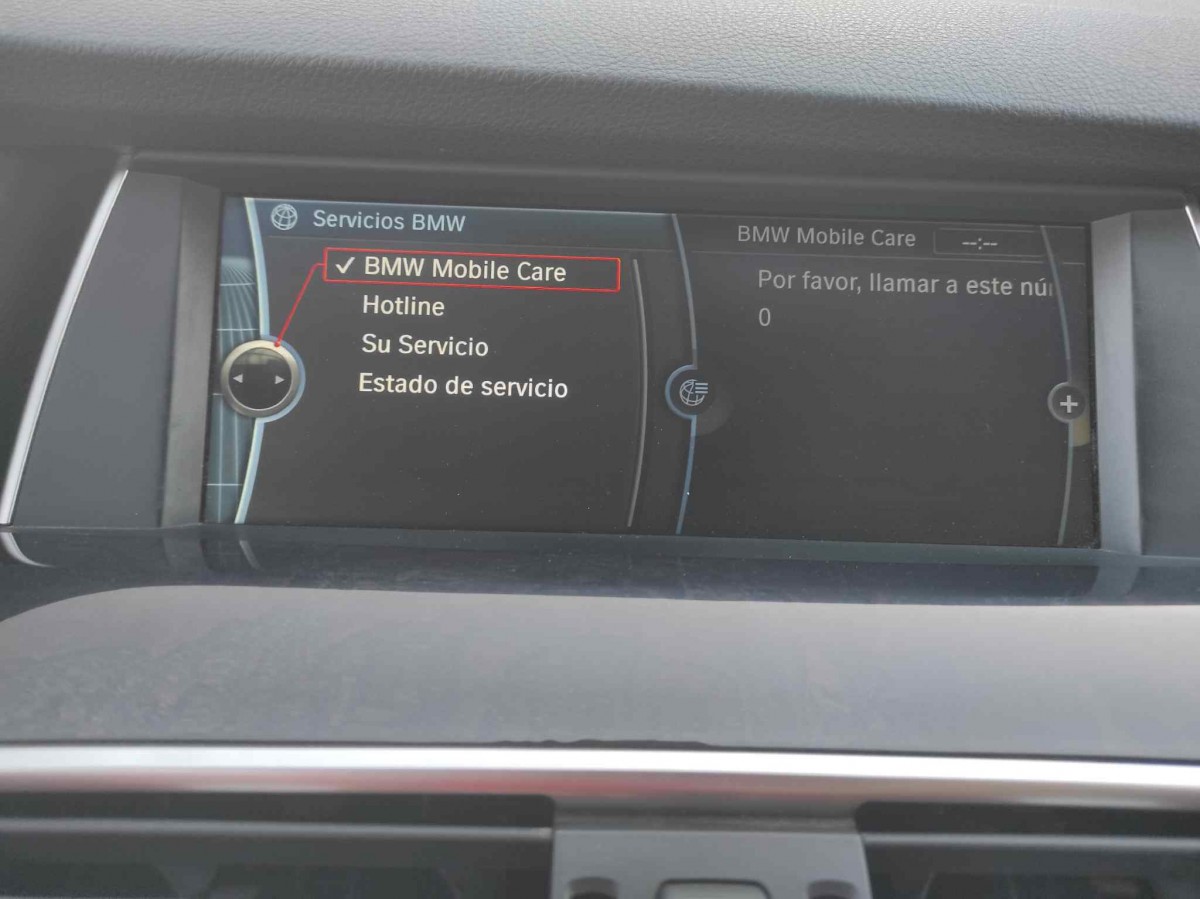 Servicios BMW
✓ BMW Mobile Care
Hotline
Su Servicio
Estado de servicio
BMW Mobile Care --:--
Por favor, llamar a este
0